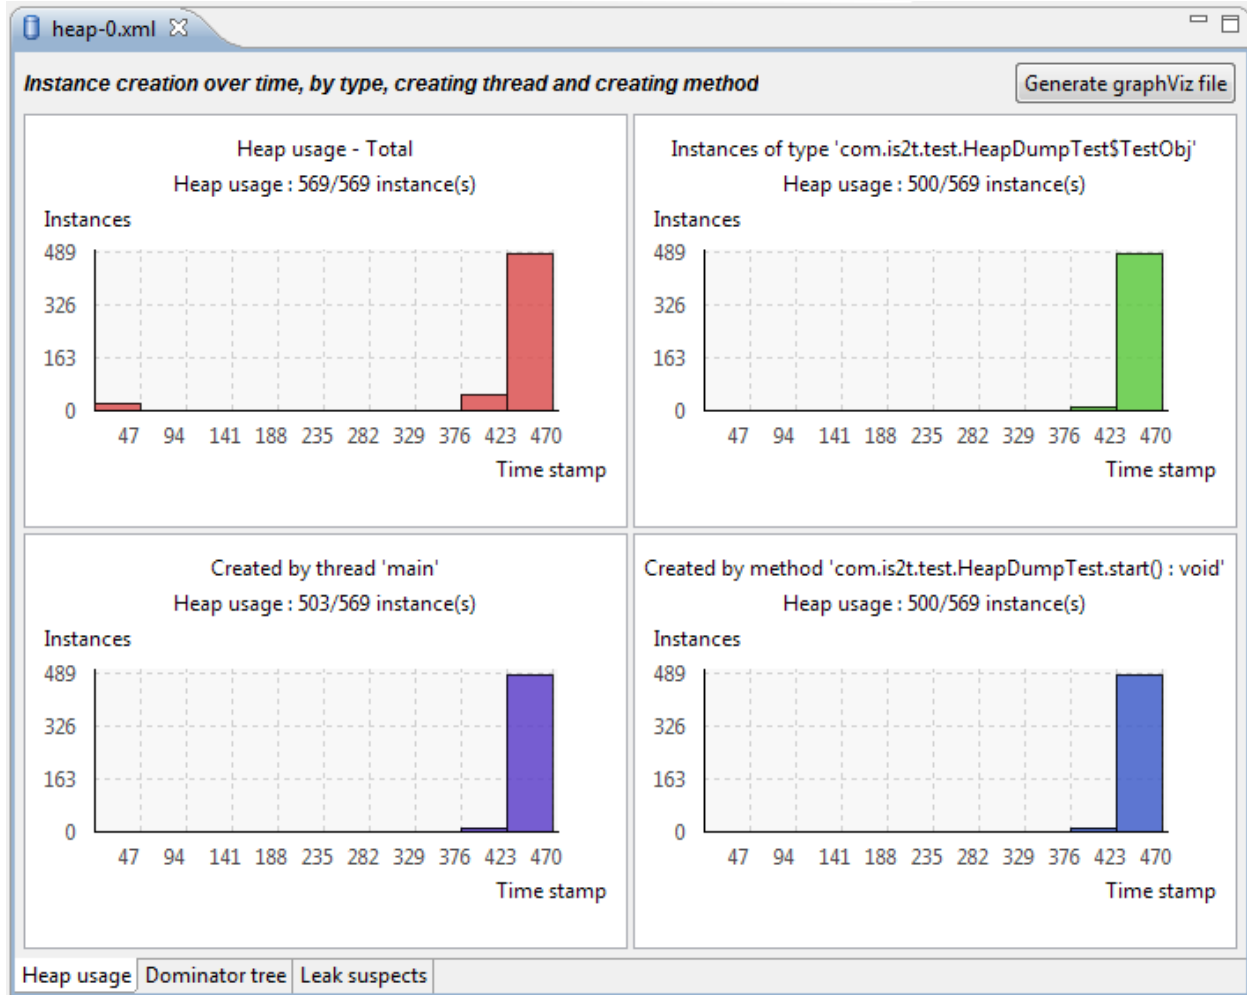 heap-0.xml
Instance creation over time, by type, creating thread and creating method
Generate graphViz file
Heap usage - Total
Heap usage : 569/569 instance(s)
Instances
489
326
163
0
47 94 141 188 235 282 329 376 423 470
Time stamp
Instances of type 'com.is2t.test.HeapDumpTest$TestObj'
Heap usage : 500/569 instance(s)
Instances
489
326
163
0
47 94 141 188 235 282 329 376 423 470
Time stamp
Created by thread 'main'
Heap usage : 503/569 instance(s)
Instances
489
326
163
0
47 94 141 188 235 282 329 376 423 470
Time stamp
Created by method 'com.is2t.test.HeapDumpTest.start() : void'
Heap usage : 500/569 instance(s)
Instances
489
326
163
0
47 94 141 188 235 282 329 376 423 470
Time stamp
Heap usage Dominator tree Leak suspects